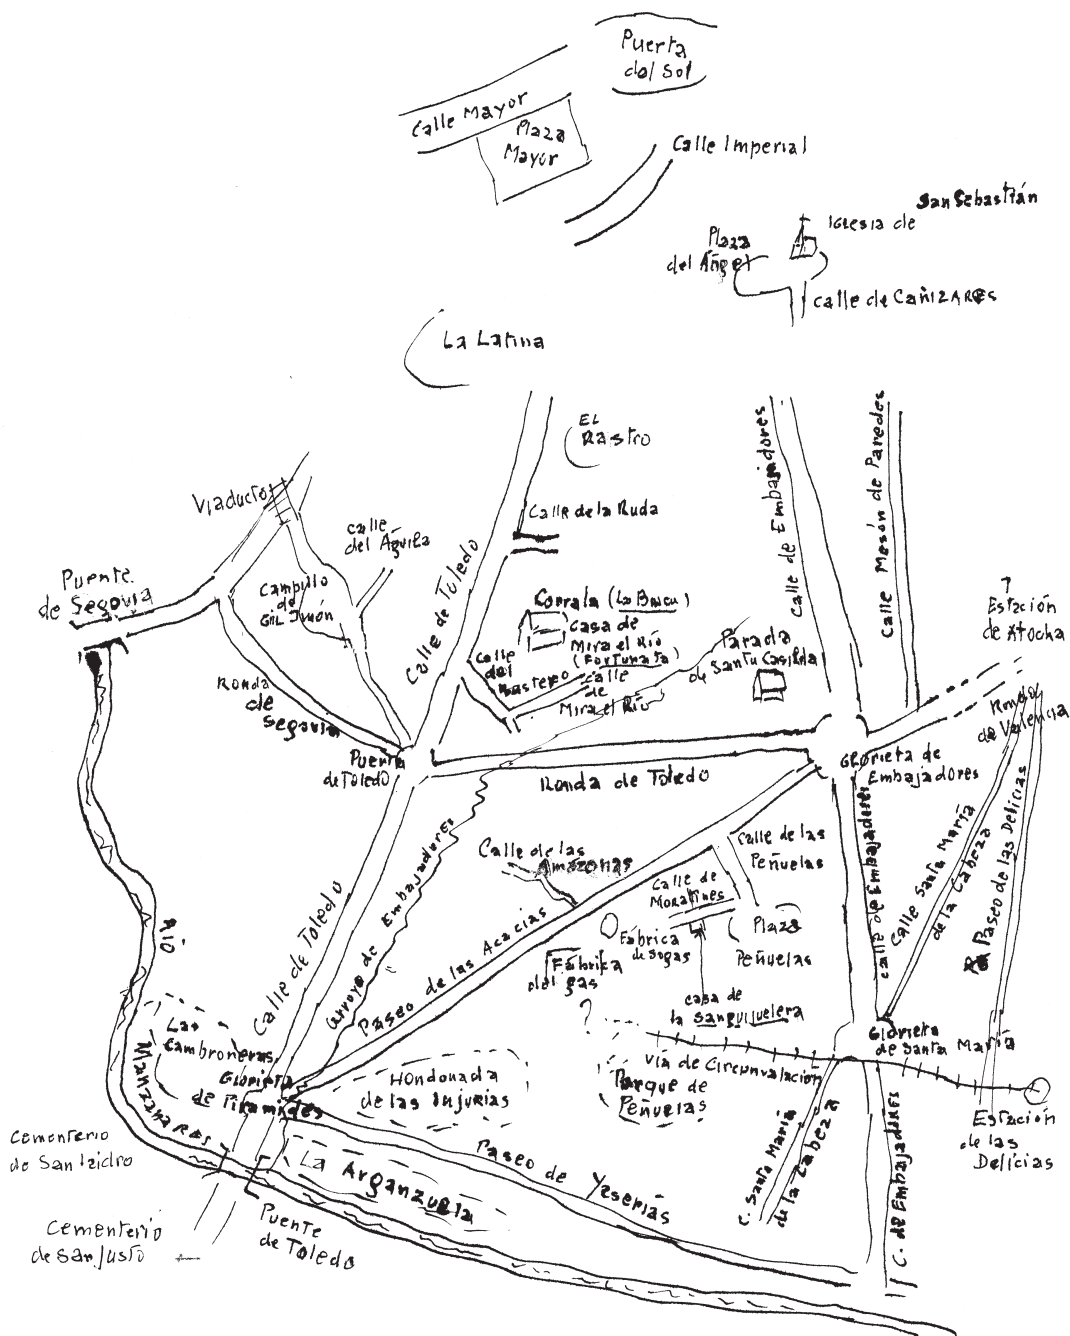 Puerta
del Sol
Calle Mayor
Plaza
Mayor
Calle Imperial
San Sebastián
Iglesia de
Plaza
del Ángel
Calle de CañizARes
La Latina
EL
Rastro
Calle de Embajadores
Calle Mesón de Paredes
Viaducto
Calle de la Ruda
calle
del Águila
Calle de Toledo
Puente
de Segovia
Campillo
de
Gil Imón
Corrala (La Baca)
Casa de
Mira el Río
(Fortunata)
Calle
del
Bastero
calle
de
Mira el Río
Parada
de Santa Casilda
?
Estación
de Atocha
Ronda
de
Segovia
Puerta
de Toledo
Ronda de Toledo
Glorieta de
Embajadores
Ronda
de Valencia
Calle de las
Amazonas
Calle de las
Peñuelas
Calle de
Moratines
Plaza
Peñuelas
Fábrica
de sogas
Fábrica
del gas
casa de
la sanguijuelera
Arroyo de Embajadores
Calle de Toledo
Paseo de las Acacias
calle de Embajadores
Calle Santa María
de la Cabeza
Paseo de las Delicias
Río
Manzanares
Las
Cambroneras
Glorieta
de Pirámides
Hondonada
de las Injurias
?
Vía de Circunvalación
Parque de
Peñuelas
Glorieta
de Santa María
Estación
de las
Delicias
Cementerio
de San Izidro
La Arganzuela
Paseo de Yeserías
C. Santa María
de la Cabeza
C. de Embajadores
Cementerio
de San Justo
Puente
de Toledo